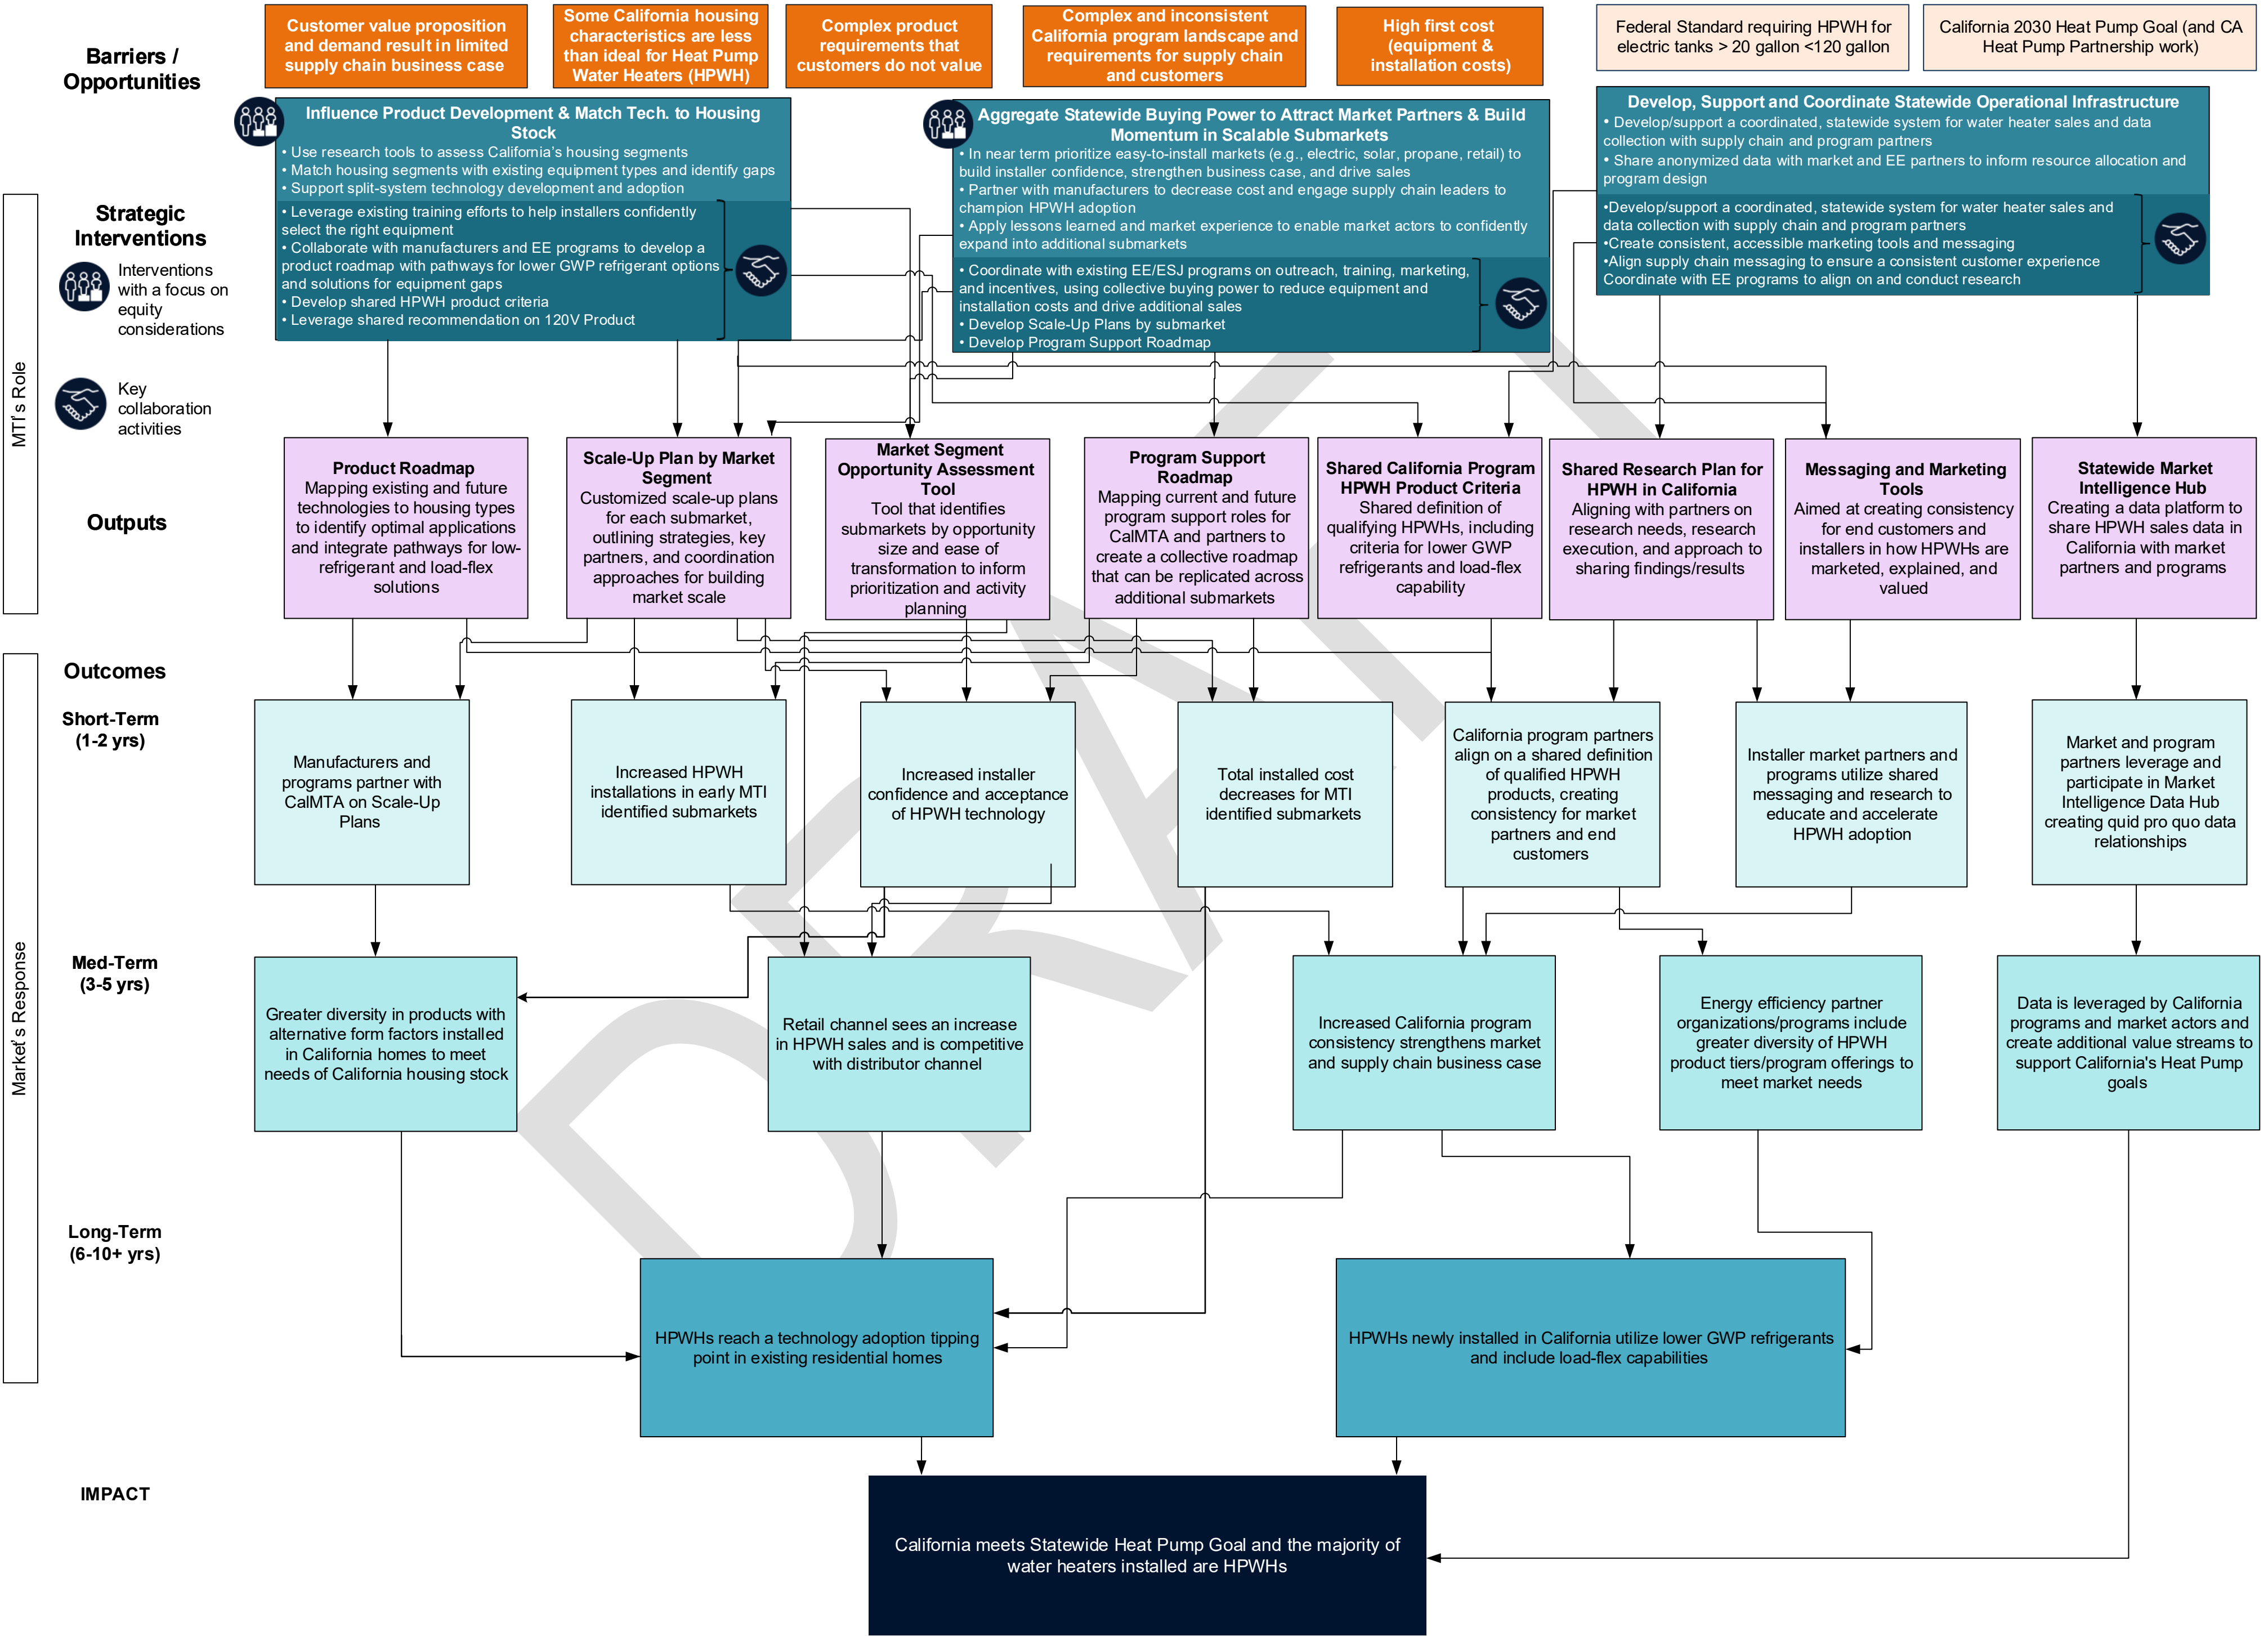 Barriers /
Opportunities
Customer value proposition
and demand result in limited
supply chain business case
Some California housing
characteristics are less
than ideal for Heat Pump
Water Heaters (HPWH)
Complex product
requirements that
customers do not value
Complex and inconsistent
California program landscape and
requirements for supply chain
and customers
High first cost
(equipment &
installation costs)
Federal Standard requiring HPWH for
electric tanks > 20 gallon <120 gallon
California 2030 Heat Pump Goal (and CA
Heat Pump Partnership work)
MTI's Role
Strategic
Interventions
Interventions
with a focus on
equity
considerations
Key
collaboration
activities
Influence Product Development & Match Tech. to Housing
Stock
• Use research tools to assess California's housing segments
• Match housing segments with existing equipment types and identify gaps
• Support split-system technology development and adoption
• Leverage existing training efforts to help installers confidently
select the right equipment
• Collaborate with manufacturers and EE programs to develop a
product roadmap with pathways for lower GWP refrigerant options
and solutions for equipment gaps
• Develop shared HPWH product criteria
• Leverage shared recommendation on 120V Product
Aggregate Statewide Buying Power to Attract Market Partners & Build
Momentum in Scalable Submarkets
• In near term prioritize easy-to-install markets (e.g., electric, solar, propane, retail) to
build installer confidence, strengthen business case, and drive sales
• Partner with manufacturers to decrease cost and engage supply chain leaders to
champion HPWH adoption
• Apply lessons learned and market experience to enable market actors to confidently
expand into additional submarkets
• Coordinate with existing EE/ESJ programs on outreach, training, marketing,
and incentives, using collective buying power to reduce equipment and
installation costs and drive additional sales
• Develop Scale-Up Plans by submarket
• Develop Program Support Roadmap
Develop, Support and Coordinate Statewide Operational Infrastructure
• Develop/support a coordinated, statewide system for water heater sales and data
collection with supply chain and program partners
• Share anonymized data with market and EE partners to inform resource allocation and
program design
•Develop/support a coordinated, statewide system for water heater sales and
data collection with supply chain and program partners
•Create consistent, accessible marketing tools and messaging
•Align supply chain messaging to ensure a consistent customer experience
Coordinate with EE programs to align on and conduct research
Outputs
Product Roadmap
Mapping existing and future
technologies to housing types
to identify optimal applications
and integrate pathways for low-
refrigerant and load-flex
solutions
Scale-Up Plan by Market
Segment
Customized scale-up plans
for each submarket,
outlining strategies, key
partners, and coordination
approaches for building
market scale
Market Segment
Opportunity Assessment
Tool
Tool that identifies
submarkets by opportunity
size and ease of
transformation to inform
prioritization and activity
planning
Program Support
Roadmap
Mapping current and future
program support roles for
CalMTA and partners to
create a collective roadmap
that can be replicated across
additional submarkets
Shared California Program
HPWH Product Criteria
Shared definition of
qualifying HPWHs, including
criteria for lower GWP
refrigerants and load-flex
capability
Shared Research Plan for
HPWH in California
Aligning with partners on
research needs, research
execution, and approach to
sharing findings/results
Messaging and Marketing
Tools
Aimed at creating consistency
for end customers and
installers in how HPWHs are
marketed, explained, and
valued
Statewide Market
Intelligence Hub
Creating a data platform to
share HPWH sales data in
California with market
partners and programs
Market's Response
Outcomes
Short-Term
(1-2 yrs)
Manufacturers and
programs partner with
CalMTA on Scale-Up
Plans
Increased HPWH
installations in early MTI
identified submarkets
Increased installer
confidence and acceptance
of HPWH technology
Total installed cost
decreases for MTI
identified submarkets
California program partners
align on a shared definition
of qualified HPWH
products, creating
consistency for market
partners and end
customers
Installer market partners and
programs utilize shared
messaging and research to
educate and accelerate
HPWH adoption
Market and program
partners leverage and
participate in Market
Intelligence Data Hub
creating quid pro quo data
relationships
Med-Term
(3-5 yrs)
Greater diversity in products with
alternative form factors installed
in California homes to meet
needs of California housing stock
Retail channel sees an increase
in HPWH sales and is competitive
with distributor channel
Increased California program
consistency strengthens market
and supply chain business case
Energy efficiency partner
organizations/programs include
greater diversity of HPWH
product tiers/program offerings to
meet market needs
Data is leveraged by California
programs and market actors and
create additional value streams to
support California's Heat Pump
goals
Long-Term
(6-10+ yrs)
HPWHs reach a technology adoption tipping
point in existing residential homes
HPWHs newly installed in California utilize lower GWP refrigerants
and include load-flex capabilities
IMPACT
California meets Statewide Heat Pump Goal and the majority of
water heaters installed are HPWHs
DRAFT